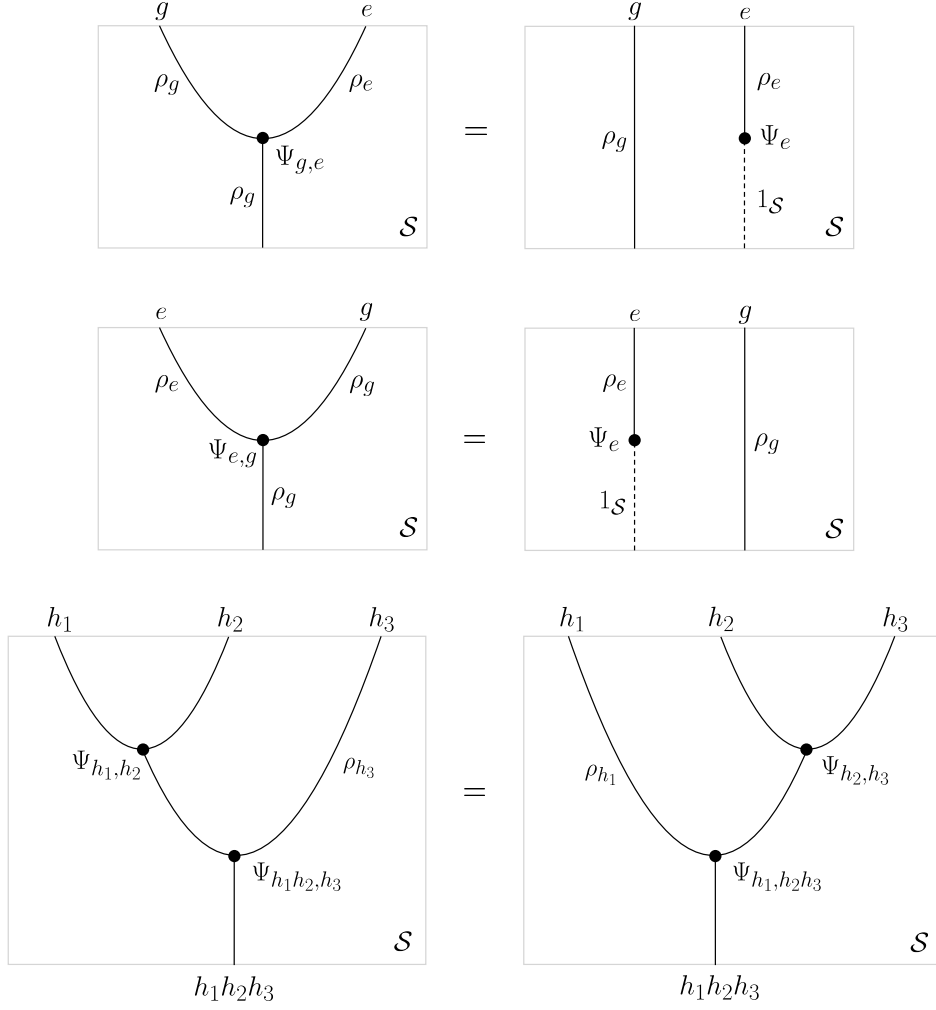 g e g e
ρ_g ρ_e ρ_e
= ρ_g Ψ_e
Ψ_{g,e}
ρ_g 1_𝒮
𝒮 𝒮
e g e g
ρ_e ρ_g ρ_e
Ψ_{e,g} = Ψ_e ρ_g
ρ_g 1_𝒮
𝒮 𝒮
h_1 h_2 h_3 h_1 h_2 h_3
Ψ_{h_1,h_2} ρ_{h_3} = ρ_{h_1} Ψ_{h_2,h_3}
Ψ_{h_1h_2,h_3} Ψ_{h_1,h_2h_3}
𝒮 𝒮
h_1h_2h_3 h_1h_2h_3